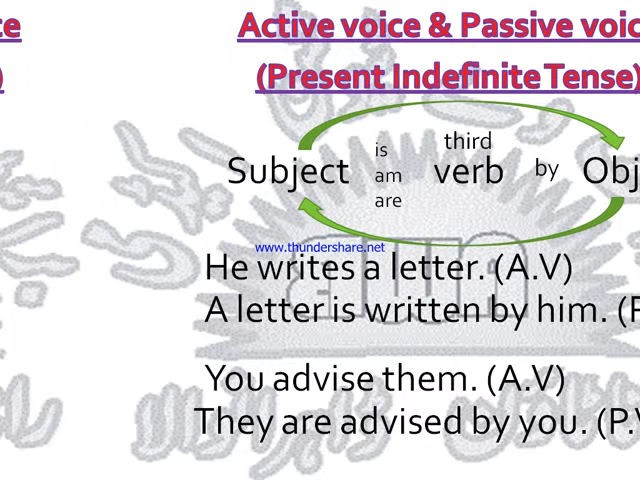 ce
Active voice & Passive voic
)
(Present Indefinite Tense)
Subject is am are third verb by Obj
www.thundershare.net
He writes a letter. (A.V)
A letter is written by him. (P
You advise them. (A.V)
They are advised by you. (P.V